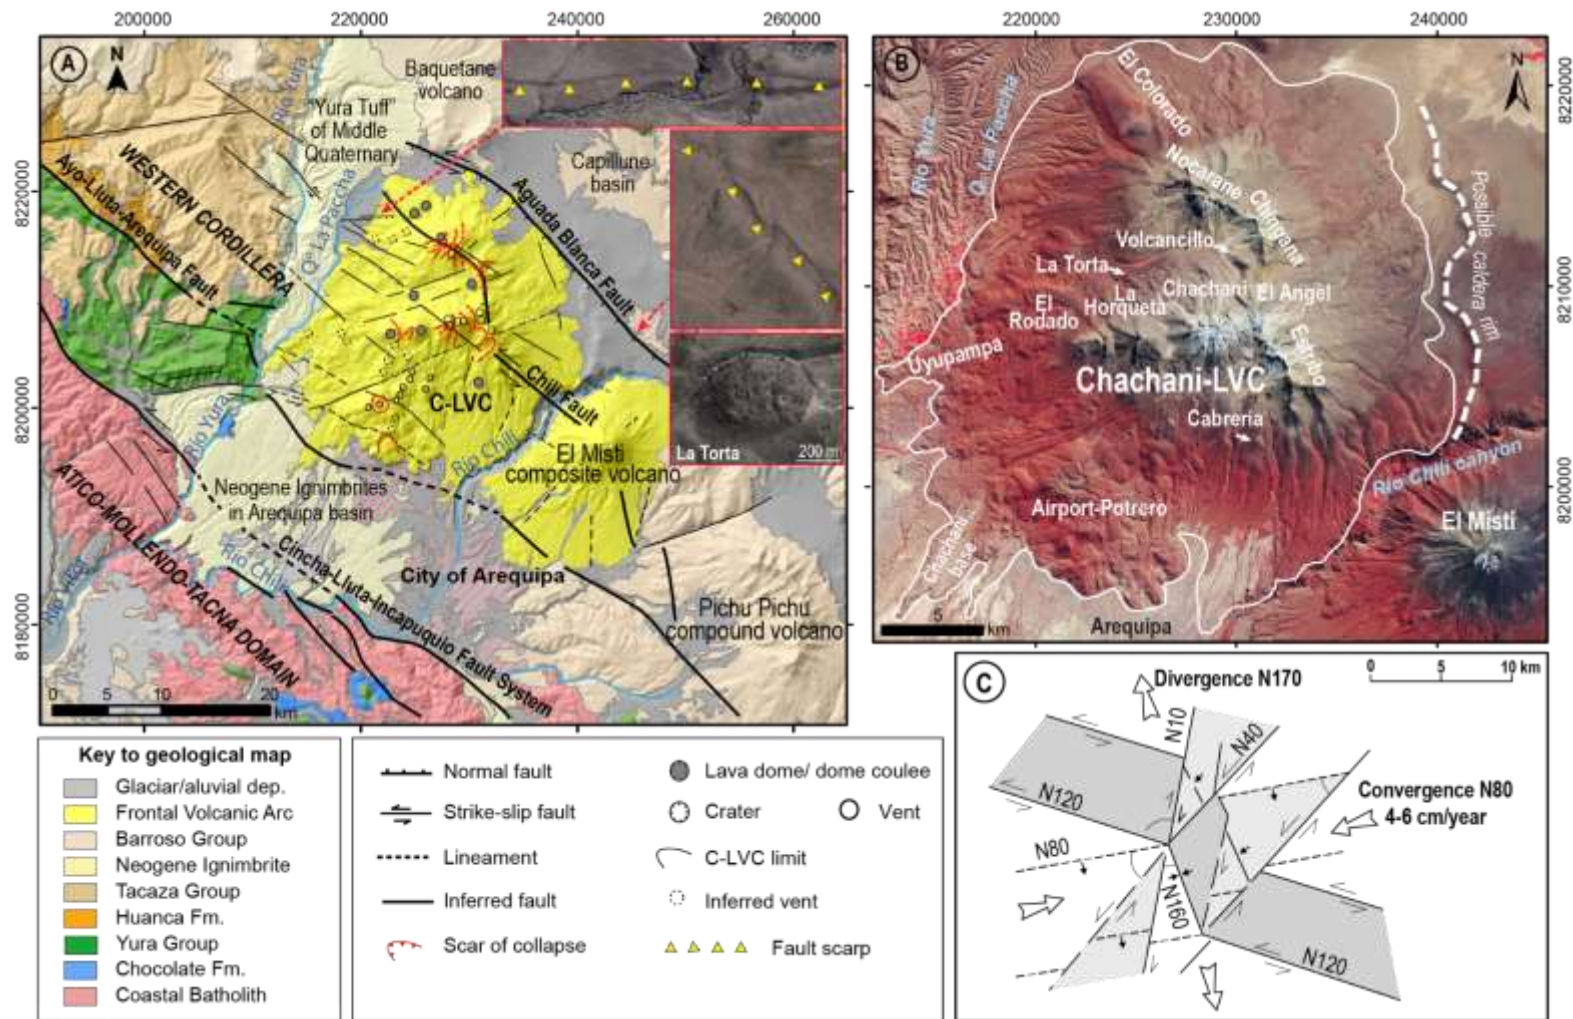 200000
220000
240000
260000
220000
230000
240000
A
N
Baquetane
volcano
"Yura Tuff"
of Middle
Quaternary
Capillune
basin
Río Yura
Qª La Paccha
WESTERN CORDILLERA
Ayo-Lluta-Arequipa Fault
Aguada Blanca Fault
Chili Fault
C-LVC
Río Chili
El Misti
composite volcano
Río Yura
Neogene Ignimbrites
in Arequipa basin
ATICO-MOLLENDO-TACNA DOMAIN
Río Chili
Cincha-Lluta-Incapuquio Fault System
City of Arequipa
Pichu Pichu
compound volcano
La Torta
200 m
8220000
8200000
8180000
0
5
10
20
km
B
N
El Colorado
Río Yura
Qª La Paccha
Nocarane
Chingana
Volcancillo
La Torta
La
Horqueta
Chachani
El Angel
El
Rodado
Estribo
Uyupampa
Chachani-LVC
Cabrería
Possible caldera rim
Río Chili canyon
Airport-Potrero
El Misti
Chachani
base
Arequipa
5
km
8220000
8210000
8200000
Key to geological map
Glaciar/aluvial dep.
Frontal Volcanic Arc
Barroso Group
Neogene Ignimbrite
Tacaza Group
Huanca Fm.
Yura Group
Chocolate Fm.
Coastal Batholith
Normal fault
Strike-slip fault
Lineament
Inferred fault
Scar of collapse
Lava dome/ dome coulee
Crater
Vent
C-LVC limit
Inferred vent
Fault scarp
C
0
5
10 km
Divergence N170
N10
N40
N120
Convergence N80
4-6 cm/year
N80
N160
N120